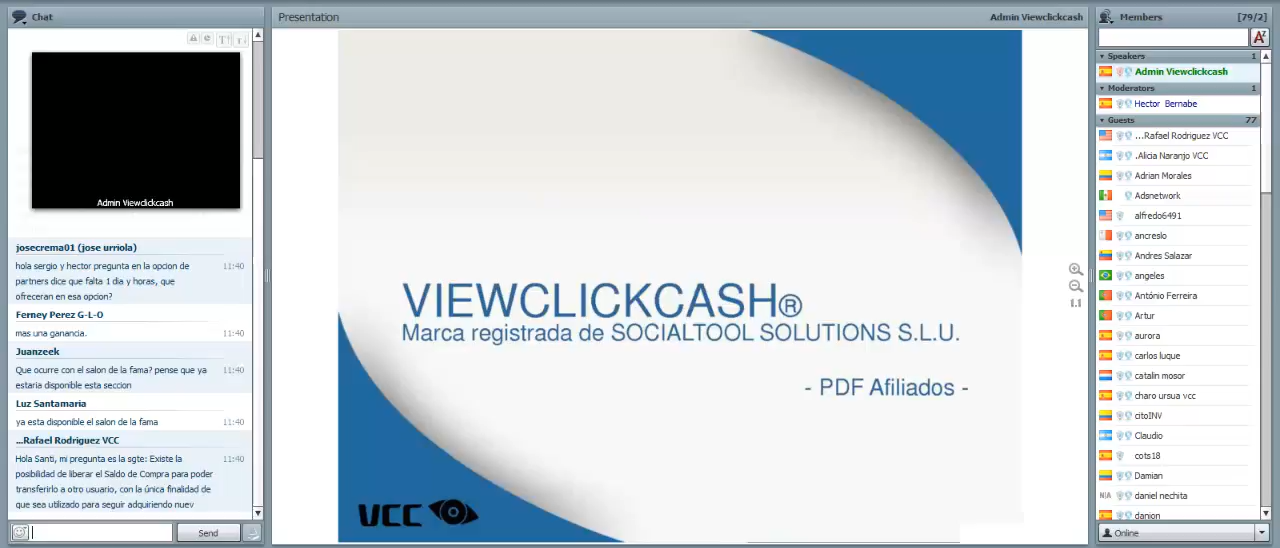 Chat
Admin Viewclickcash
josecrema01 (jose urriola)
hola sergio y hector pregunta en la opcion de 11:40
partners dice que falta 1 dia y horas, que
ofreceran en esa opcion?
Ferney Perez G-L-O
mas una ganancia. 11:40
Juanzeek
Que ocurre con el salon de la fama? pense que ya 11:40
estaria disponible esta seccion
Luz Santamaria
ya esta disponible el salon de la fama 11:40
...Rafael Rodriguez VCC
Hola Santi, mi pregunta es la sgte: Existe la 11:40
posibilidad de liberar el Saldo de Compra para poder
transferirlo a otro usuario, con la única finalidad de
que sea utilizado para seguir adquiriendo nuev
Send
Presentation
Admin Viewclickcash
VIEWCLICKCASH®
Marca registrada de SOCIALTOOL SOLUTIONS S.L.U.
- PDF Afiliados -
VCC
1.1
Members [79/2]
Speakers 1
Admin Viewclickcash
Moderators 1
Hector Bernabe
Guests 77
...Rafael Rodriguez VCC
.Alicia Naranjo VCC
Adrian Morales
Adsnetwork
alfredo6491
ancreslo
Andres Salazar
angeles
António Ferreira
Artur
aurora
carlos luque
catalin mosor
charo ursua vcc
citoINV
Claudio
cots18
Damian
N/A daniel nechita
danion
Online